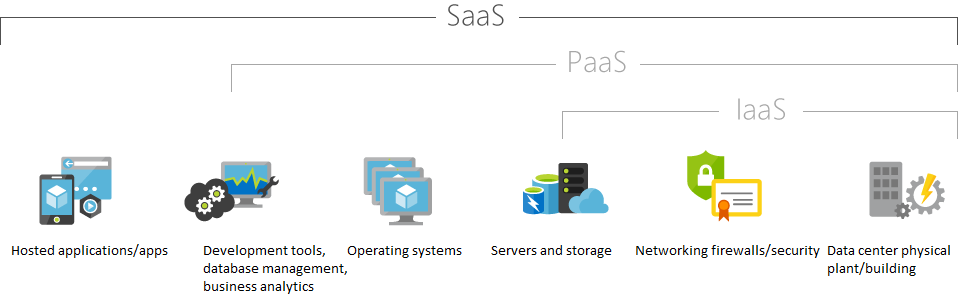 SaaS
PaaS
IaaS
Hosted applications/apps
Development tools,
database management,
business analytics
Operating systems
Servers and storage
Networking firewalls/security
Data center physical
plant/building